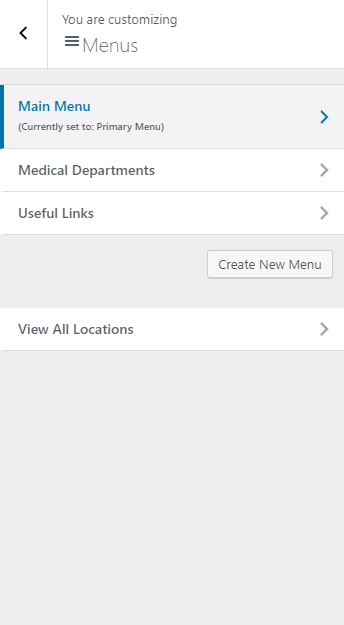 You are customizing
Menus
Main Menu
(Currently set to: Primary Menu)
Medical Departments
Useful Links
Create New Menu
View All Locations